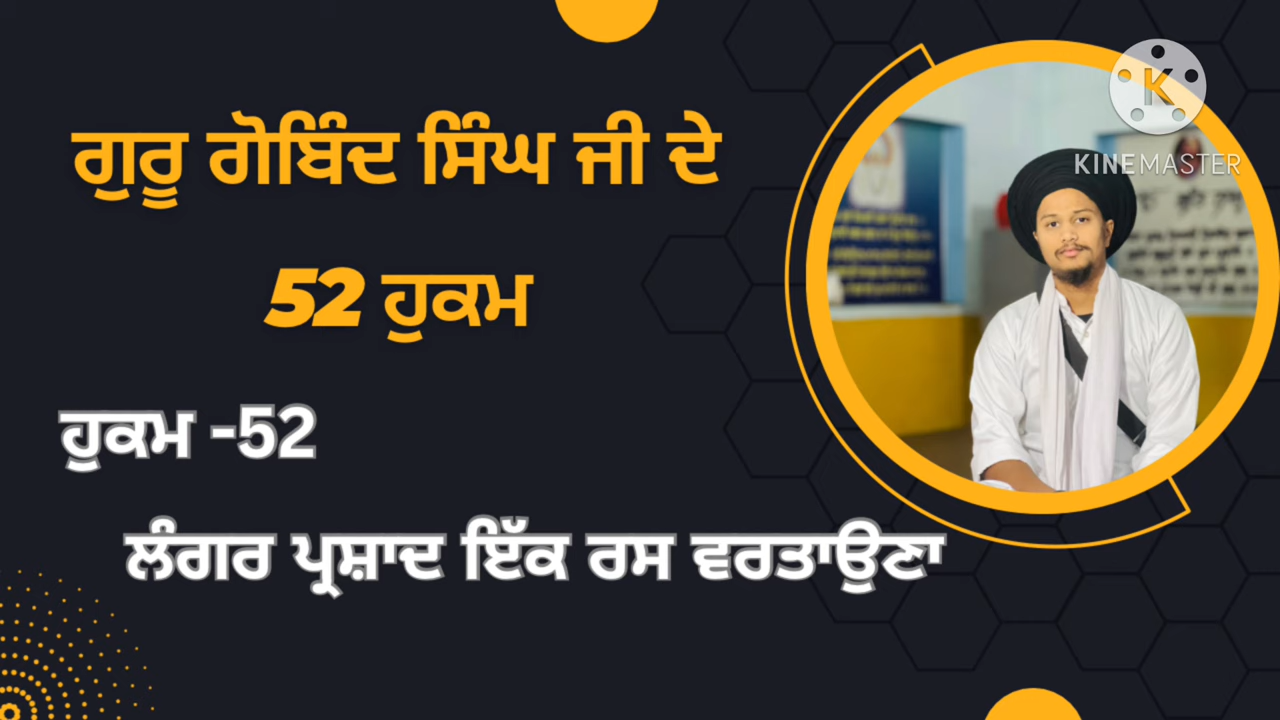 ਗੁਰੂ ਗੋਬਿੰਦ ਸਿੰਘ ਜੀ ਦੇ
52 ਹੁਕਮ
ਹੁਕਮ -52
ਲੰਗਰ ਪ੍ਰਸ਼ਾਦ ਇੱਕ ਰਸ ਵਰਤਾਉਣਾ
K
KINEMASTER